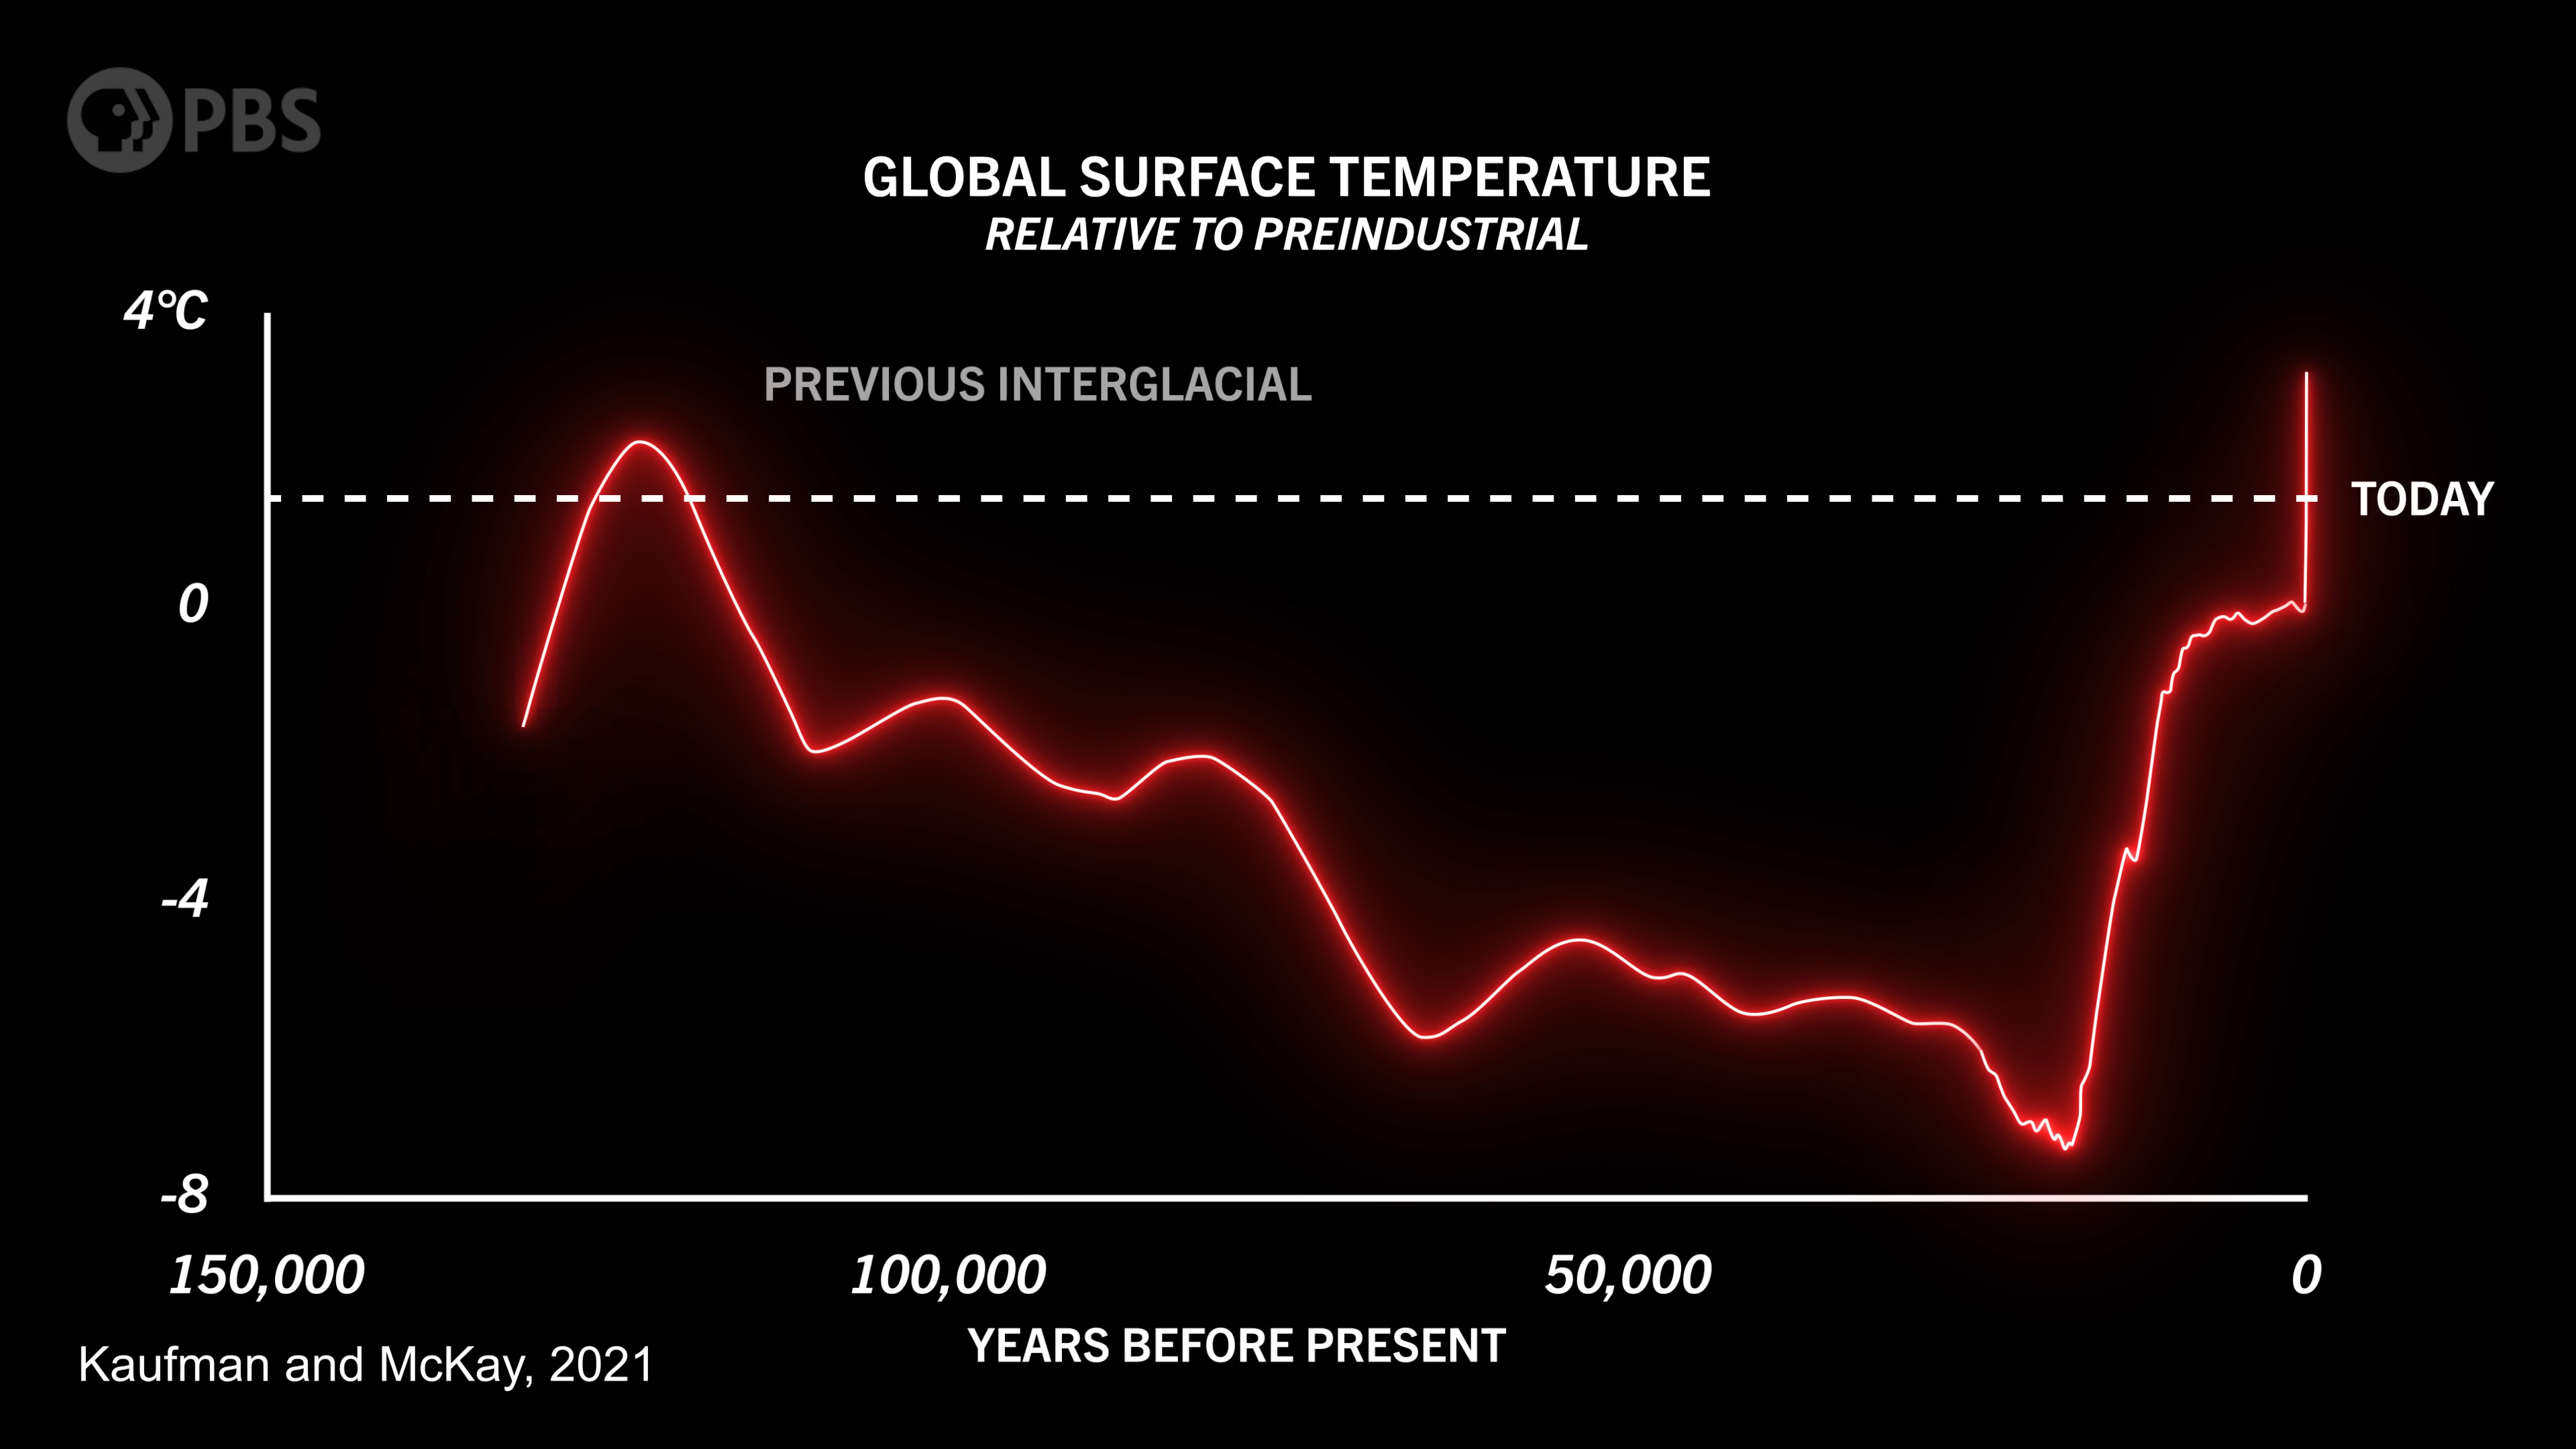 PBS
GLOBAL SURFACE TEMPERATURE
RELATIVE TO PREINDUSTRIAL
4°C
PREVIOUS INTERGLACIAL
TODAY
0
-4
-8
150,000 100,000 50,000 0
YEARS BEFORE PRESENT
Kaufman and McKay, 2021